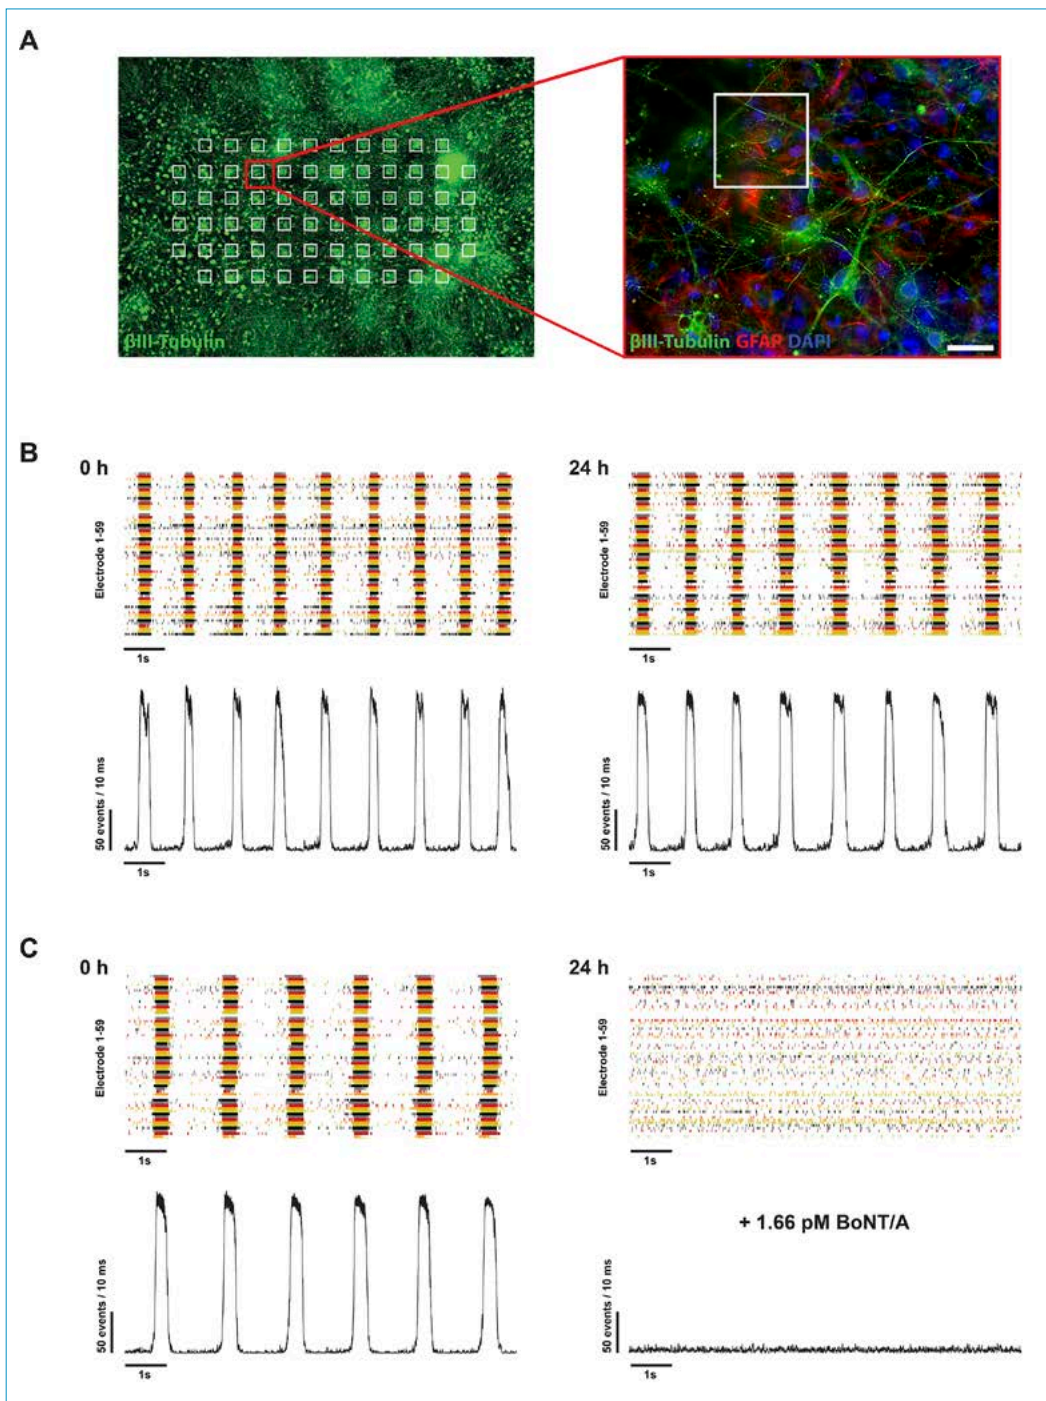 A
βIII-Tubulin
βIII-Tubulin GFAP DAPI
B
0 h
24 h
Electrode 1-59
Electrode 1-59
1s
1s
50 events / 10 ms
50 events / 10 ms
1s
1s
C
0 h
24 h
Electrode 1-59
Electrode 1-59
1s
1s
+ 1.66 pM BoNT/A
50 events / 10 ms
50 events / 10 ms
1s
1s